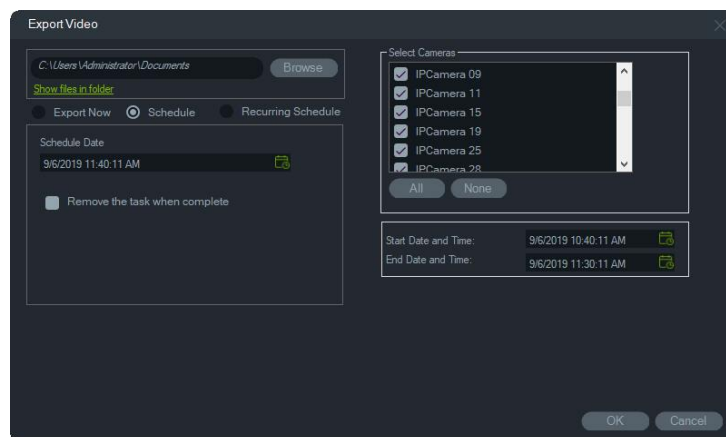 Export Video
C:\Users\Administrator\Documents
Browse
Show files in folder
Export Now
Schedule
Recurring Schedule
Schedule Date
9/6/2019 11:40:11 AM
Remove the task when complete
Select Cameras
IPCamera 09
IPCamera 11
IPCamera 15
IPCamera 19
IPCamera 25
IPCamera 28
All
None
Start Date and Time:
9/6/2019 10:40:11 AM
End Date and Time:
9/6/2019 11:30:11 AM
OK
Cancel